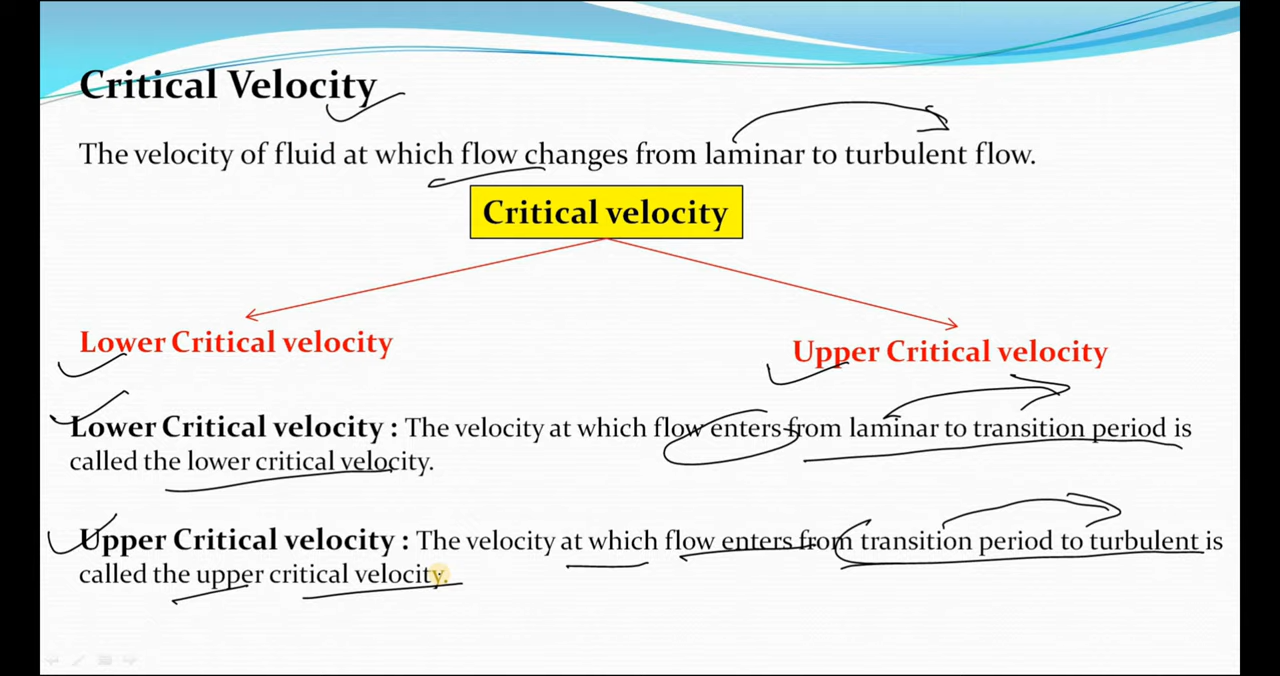 Critical Velocity
The velocity of fluid at which flow changes from laminar to turbulent flow.
Critical velocity
Lower Critical velocity
Upper Critical velocity
Lower Critical velocity : The velocity at which flow enters from laminar to transition period is
called the lower critical velocity.
Upper Critical velocity : The velocity at which flow enters from transition period to turbulent is
called the upper critical velocity.